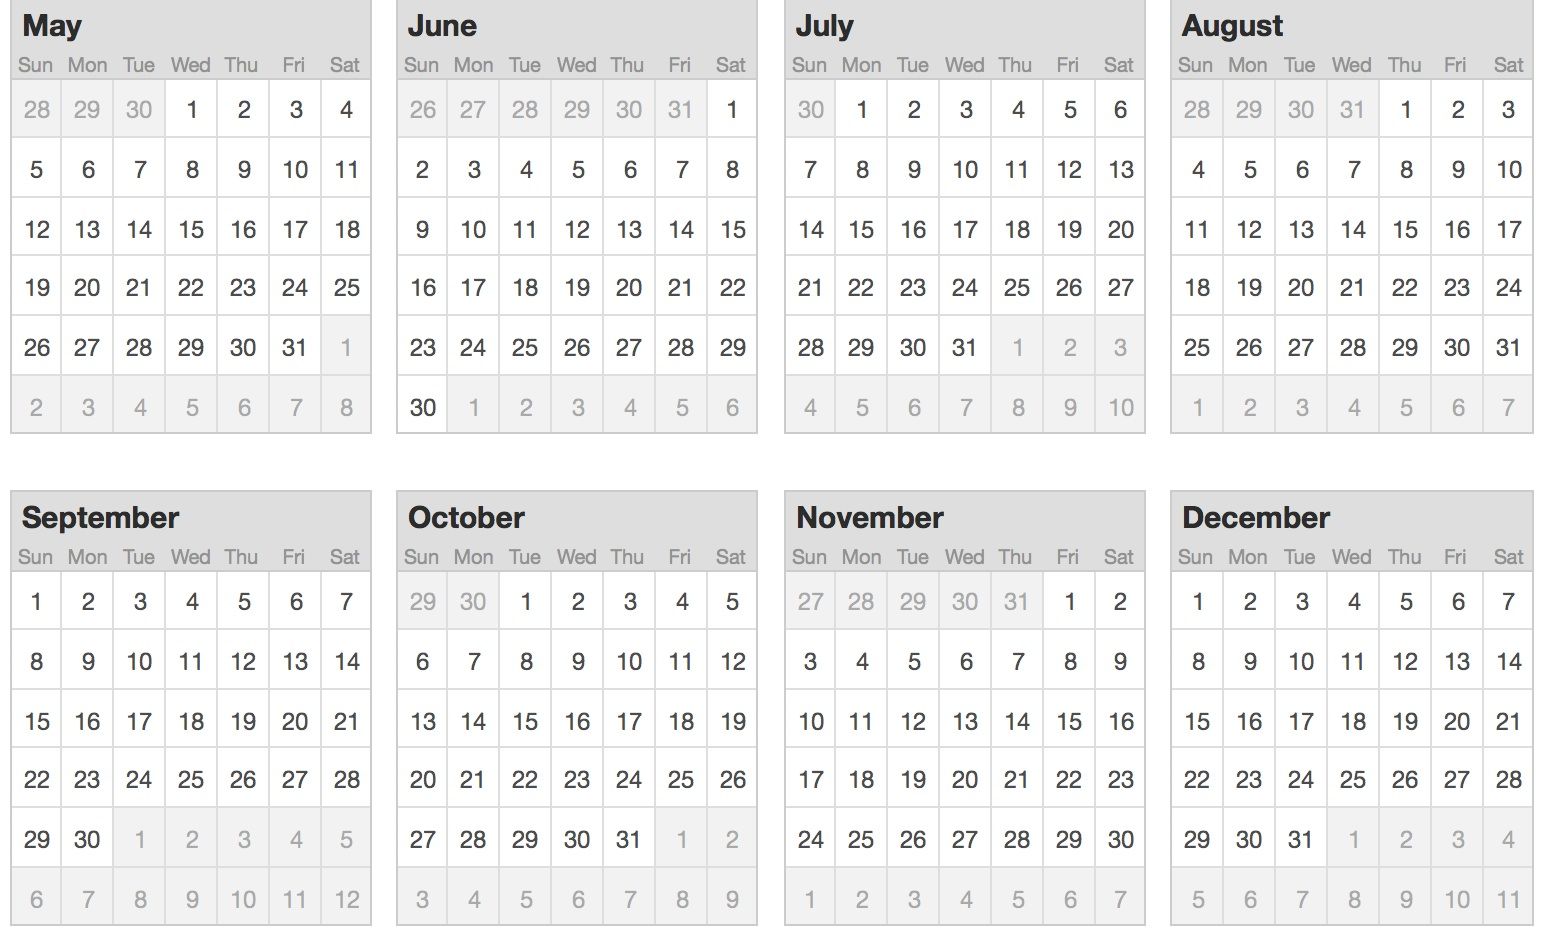 May
Sun Mon Tue Wed Thu Fri Sat
28 29 30 1 2 3 4
5 6 7 8 9 10 11
12 13 14 15 16 17 18
19 20 21 22 23 24 25
26 27 28 29 30 31 1
2 3 4 5 6 7 8
June
Sun Mon Tue Wed Thu Fri Sat
26 27 28 29 30 31 1
2 3 4 5 6 7 8
9 10 11 12 13 14 15
16 17 18 19 20 21 22
23 24 25 26 27 28 29
30 1 2 3 4 5 6
July
Sun Mon Tue Wed Thu Fri Sat
30 1 2 3 4 5 6
7 8 9 10 11 12 13
14 15 16 17 18 19 20
21 22 23 24 25 26 27
28 29 30 31 1 2 3
4 5 6 7 8 9 10
August
Sun Mon Tue Wed Thu Fri Sat
28 29 30 31 1 2 3
4 5 6 7 8 9 10
11 12 13 14 15 16 17
18 19 20 21 22 23 24
25 26 27 28 29 30 31
1 2 3 4 5 6 7
September
Sun Mon Tue Wed Thu Fri Sat
1 2 3 4 5 6 7
8 9 10 11 12 13 14
15 16 17 18 19 20 21
22 23 24 25 26 27 28
29 30 1 2 3 4 5
6 7 8 9 10 11 12
October
Sun Mon Tue Wed Thu Fri Sat
29 30 1 2 3 4 5
6 7 8 9 10 11 12
13 14 15 16 17 18 19
20 21 22 23 24 25 26
27 28 29 30 31 1 2
3 4 5 6 7 8 9
November
Sun Mon Tue Wed Thu Fri Sat
27 28 29 30 31 1 2
3 4 5 6 7 8 9
10 11 12 13 14 15 16
17 18 19 20 21 22 23
24 25 26 27 28 29 30
1 2 3 4 5 6 7
December
Sun Mon Tue Wed Thu Fri Sat
1 2 3 4 5 6 7
8 9 10 11 12 13 14
15 16 17 18 19 20 21
22 23 24 25 26 27 28
29 30 31 1 2 3 4
5 6 7 8 9 10 11